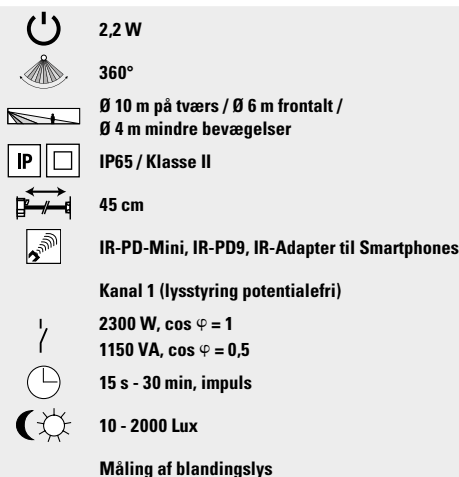 2,2 W
360°
Ø 10 m på tværs / Ø 6 m frontalt /
Ø 4 m mindre bevægelser
IP
IP65 / Klasse II
45 cm
IR-PD-Mini, IR-PD9, IR-Adapter til Smartphones
Kanal 1 (lysstyring potentialefri)
2300 W, cos φ = 1
1150 VA, cos φ = 0,5
15 s - 30 min, impuls
10 - 2000 Lux
Måling af blandingslys